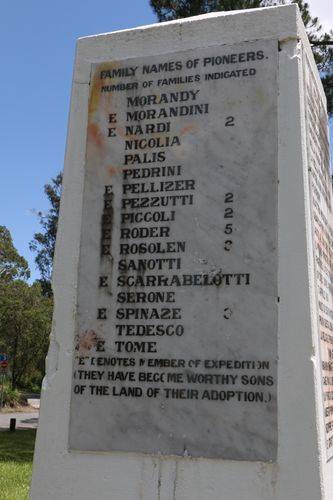 FAMILY NAMES OF PIONEERS.
NUMBER OF FAMILIES INDICATED
MORANDY
E MORANDINI
E NARDI 2
NICOLIA
PALIS
PEDRINI
E PELLIZER
E PEZZUTTI 2
E PICCOLI 2
E RODER 5
E ROSOLEN 3
SANOTTI
E SCARRABELOTTI
SERONE
E SPINAZE 3
TEDESCO
E TOME
"E" DENOTES MEMBER OF EXPEDITION
(THEY HAVE BECOME WORTHY SONS
OF THE LAND OF THEIR ADOPTION.)